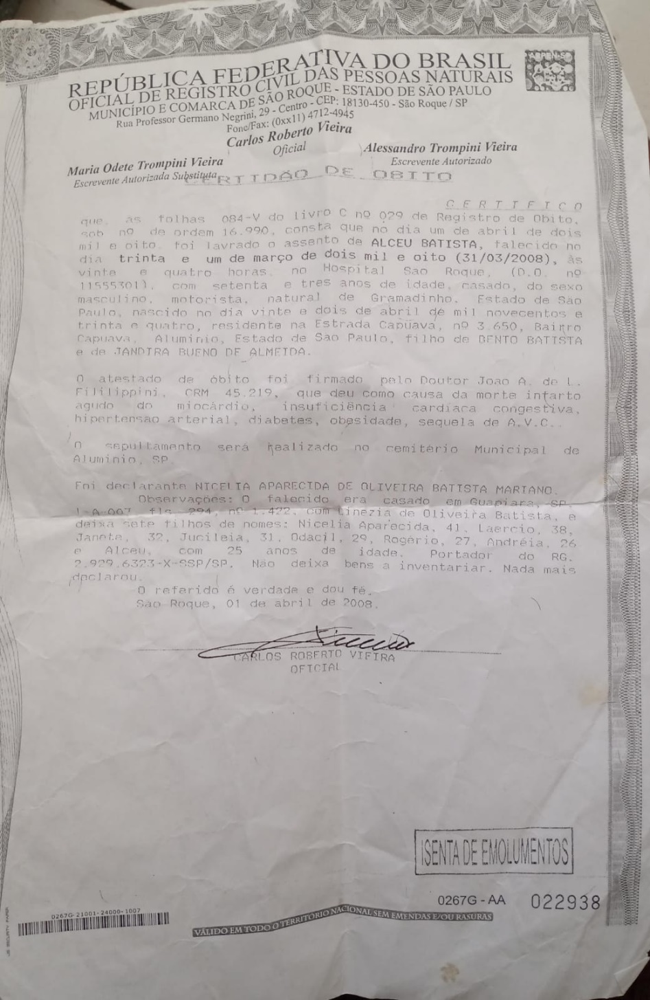 REPÚBLICA FEDERATIVA DO BRASIL
OFICIAL DE REGISTRO CIVIL DAS PESSOAS NATURAIS
MUNICÍPIO E COMARCA DE SÃO ROQUE - ESTADO DE SÃO PAULO
Rua Professor Germano Negrini, 29 - Centro - CEP: 18130-450 - São Roque / SP
Fone/Fax: (0xx11) 4712-4945
Carlos Roberto Vieira
Oficial
Alessandro Trompini Vieira
Escrevente Autorizado
Maria Odete Trompini Vieira
Escrevente Autorizada Substituta
CERTIDÃO DE OBITO
C E R T I F I C O
que, às folhas 084-V do livro C nº 029 de Registro de Obito,
sob nº de ordem 16.990, consta que no dia um de abril de dois
mil e oito, foi lavrado o assento de ALCEU BATISTA, falecido no
dia trinta e um de março de dois mil e oito (31/03/2008), às
vinte e quatro horas, no Hospital Sao Roque, (D.O. nº
11555301), com setenta e tres anos de idade, casado, do sexo
masculino, motorista, natural de Gramadinho, Estado de São
Paulo, nascido no dia vinte e dois de abril de mil novecentos e
trinta e quatro, residente na Estrada Capuava, nº 3.650, Bairro
Capuava, Aluminio, Estado de Sao Paulo, filho de BENTO BATISTA
e de JANDIRA BUENO DE ALMEIDA.
O atestado de óbito foi firmado pelo Doutor Joao A. de L.
Fililippini, CRM 45.219, que deu como causa da morte infarto
agudo do miocárdio, insuficiência cardiaca congestiva,
hipertensao arterial, diabetes, obesidade, sequela de A.V.C..
O sepultamento será realizado no cemitério Municipal de
Aluminio, SP.
Foi declarante NICELIA APARECIDA DE OLIVEIRA BATISTA MARIANO.
Observações: O falecido era casado em Guapiara, SP,
l-A-007 fls 294, nº 1.422, com Linezia de Oliveira Batista, e
deixa sete filhos de nomes: Nicelia Aparecida, 41, Laercio, 38,
Janete, 32, Jucileia, 31, Odacil, 29, Rogério, 27, Andréia, 26
e Alceu, com 25 anos de idade. Portador do RG.
2.929.6323-X-SSP/SP. Não deixa bens a inventariar. Nada mais
declarou.
O referido é verdade e dou fé.
São Roque, 01 de abril de 2008.
CARLOS ROBERTO VIEIRA
OFICIAL
ISENTA DE EMOLUMENTOS
0267G - AA 022938
0267G-21001-24000-1007
VÁLIDO EM TODO O TERRITÓRIO NACIONAL SEM EMENDAS E/OU RASURAS